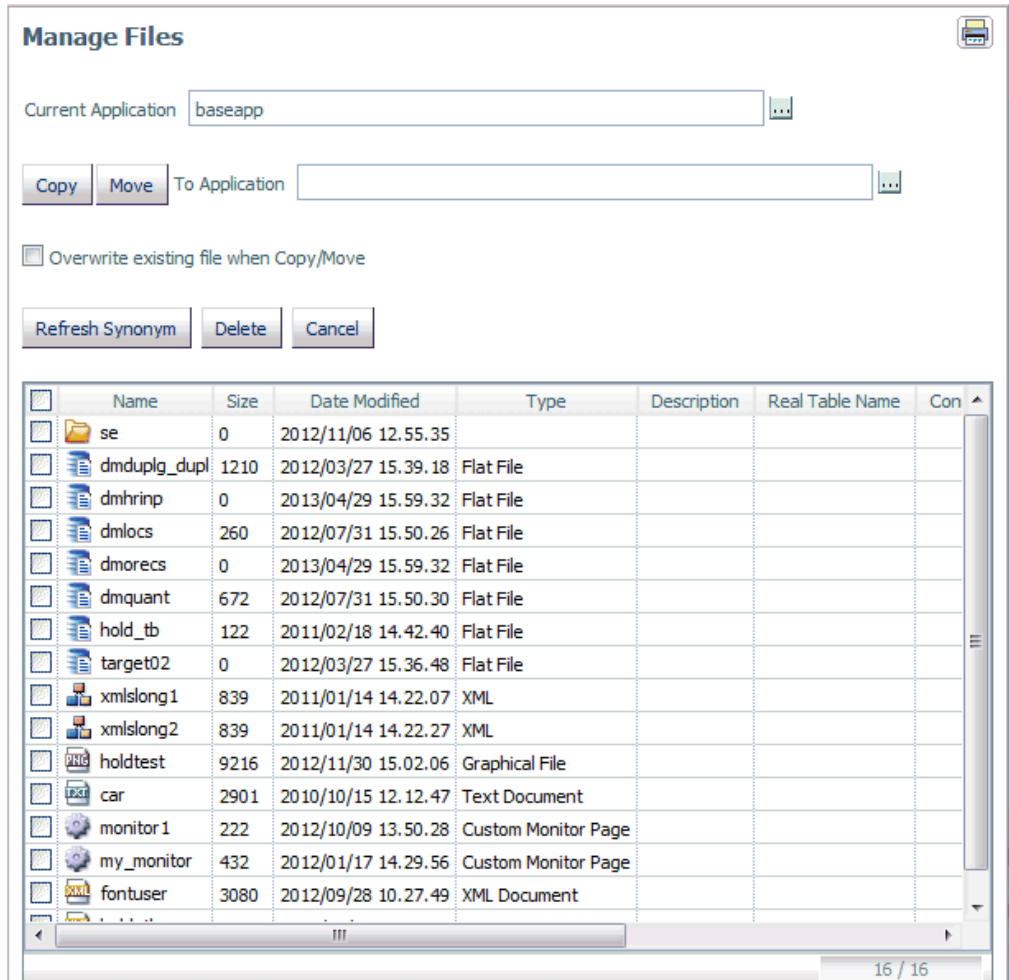 Manage Files
Current Application baseapp ...
Copy Move To Application ...
Overwrite existing file when Copy/Move
Refresh Synonym Delete Cancel
Name Size Date Modified Type Description Real Table Name
se 0 2012/11/06 12.55.35
dmduplg_dupl 1210 2012/03/27 15.39.18 Flat File
dmhrinp 0 2013/04/29 15.59.32 Flat File
dmlocs 260 2012/07/31 15.50.26 Flat File
dmorecs 0 2013/04/29 15.59.32 Flat File
dmquant 672 2012/07/31 15.50.30 Flat File
hold_tb 122 2011/02/18 14.42.40 Flat File
target02 0 2012/03/27 15.36.48 Flat File
xmlslong1 839 2011/01/14 14.22.07 XML
xmlslong2 839 2011/01/14 14.22.27 XML
PNG holdtest 9216 2012/11/30 15.02.06 Graphical File
TXT car 2901 2010/10/15 12.12.47 Text Document
monitor1 222 2012/10/09 13.50.28 Custom Monitor Page
my_monitor 432 2012/01/17 14.29.56 Custom Monitor Page
XML fontuser 3080 2012/09/28 10.27.49 XML Document
16 / 16